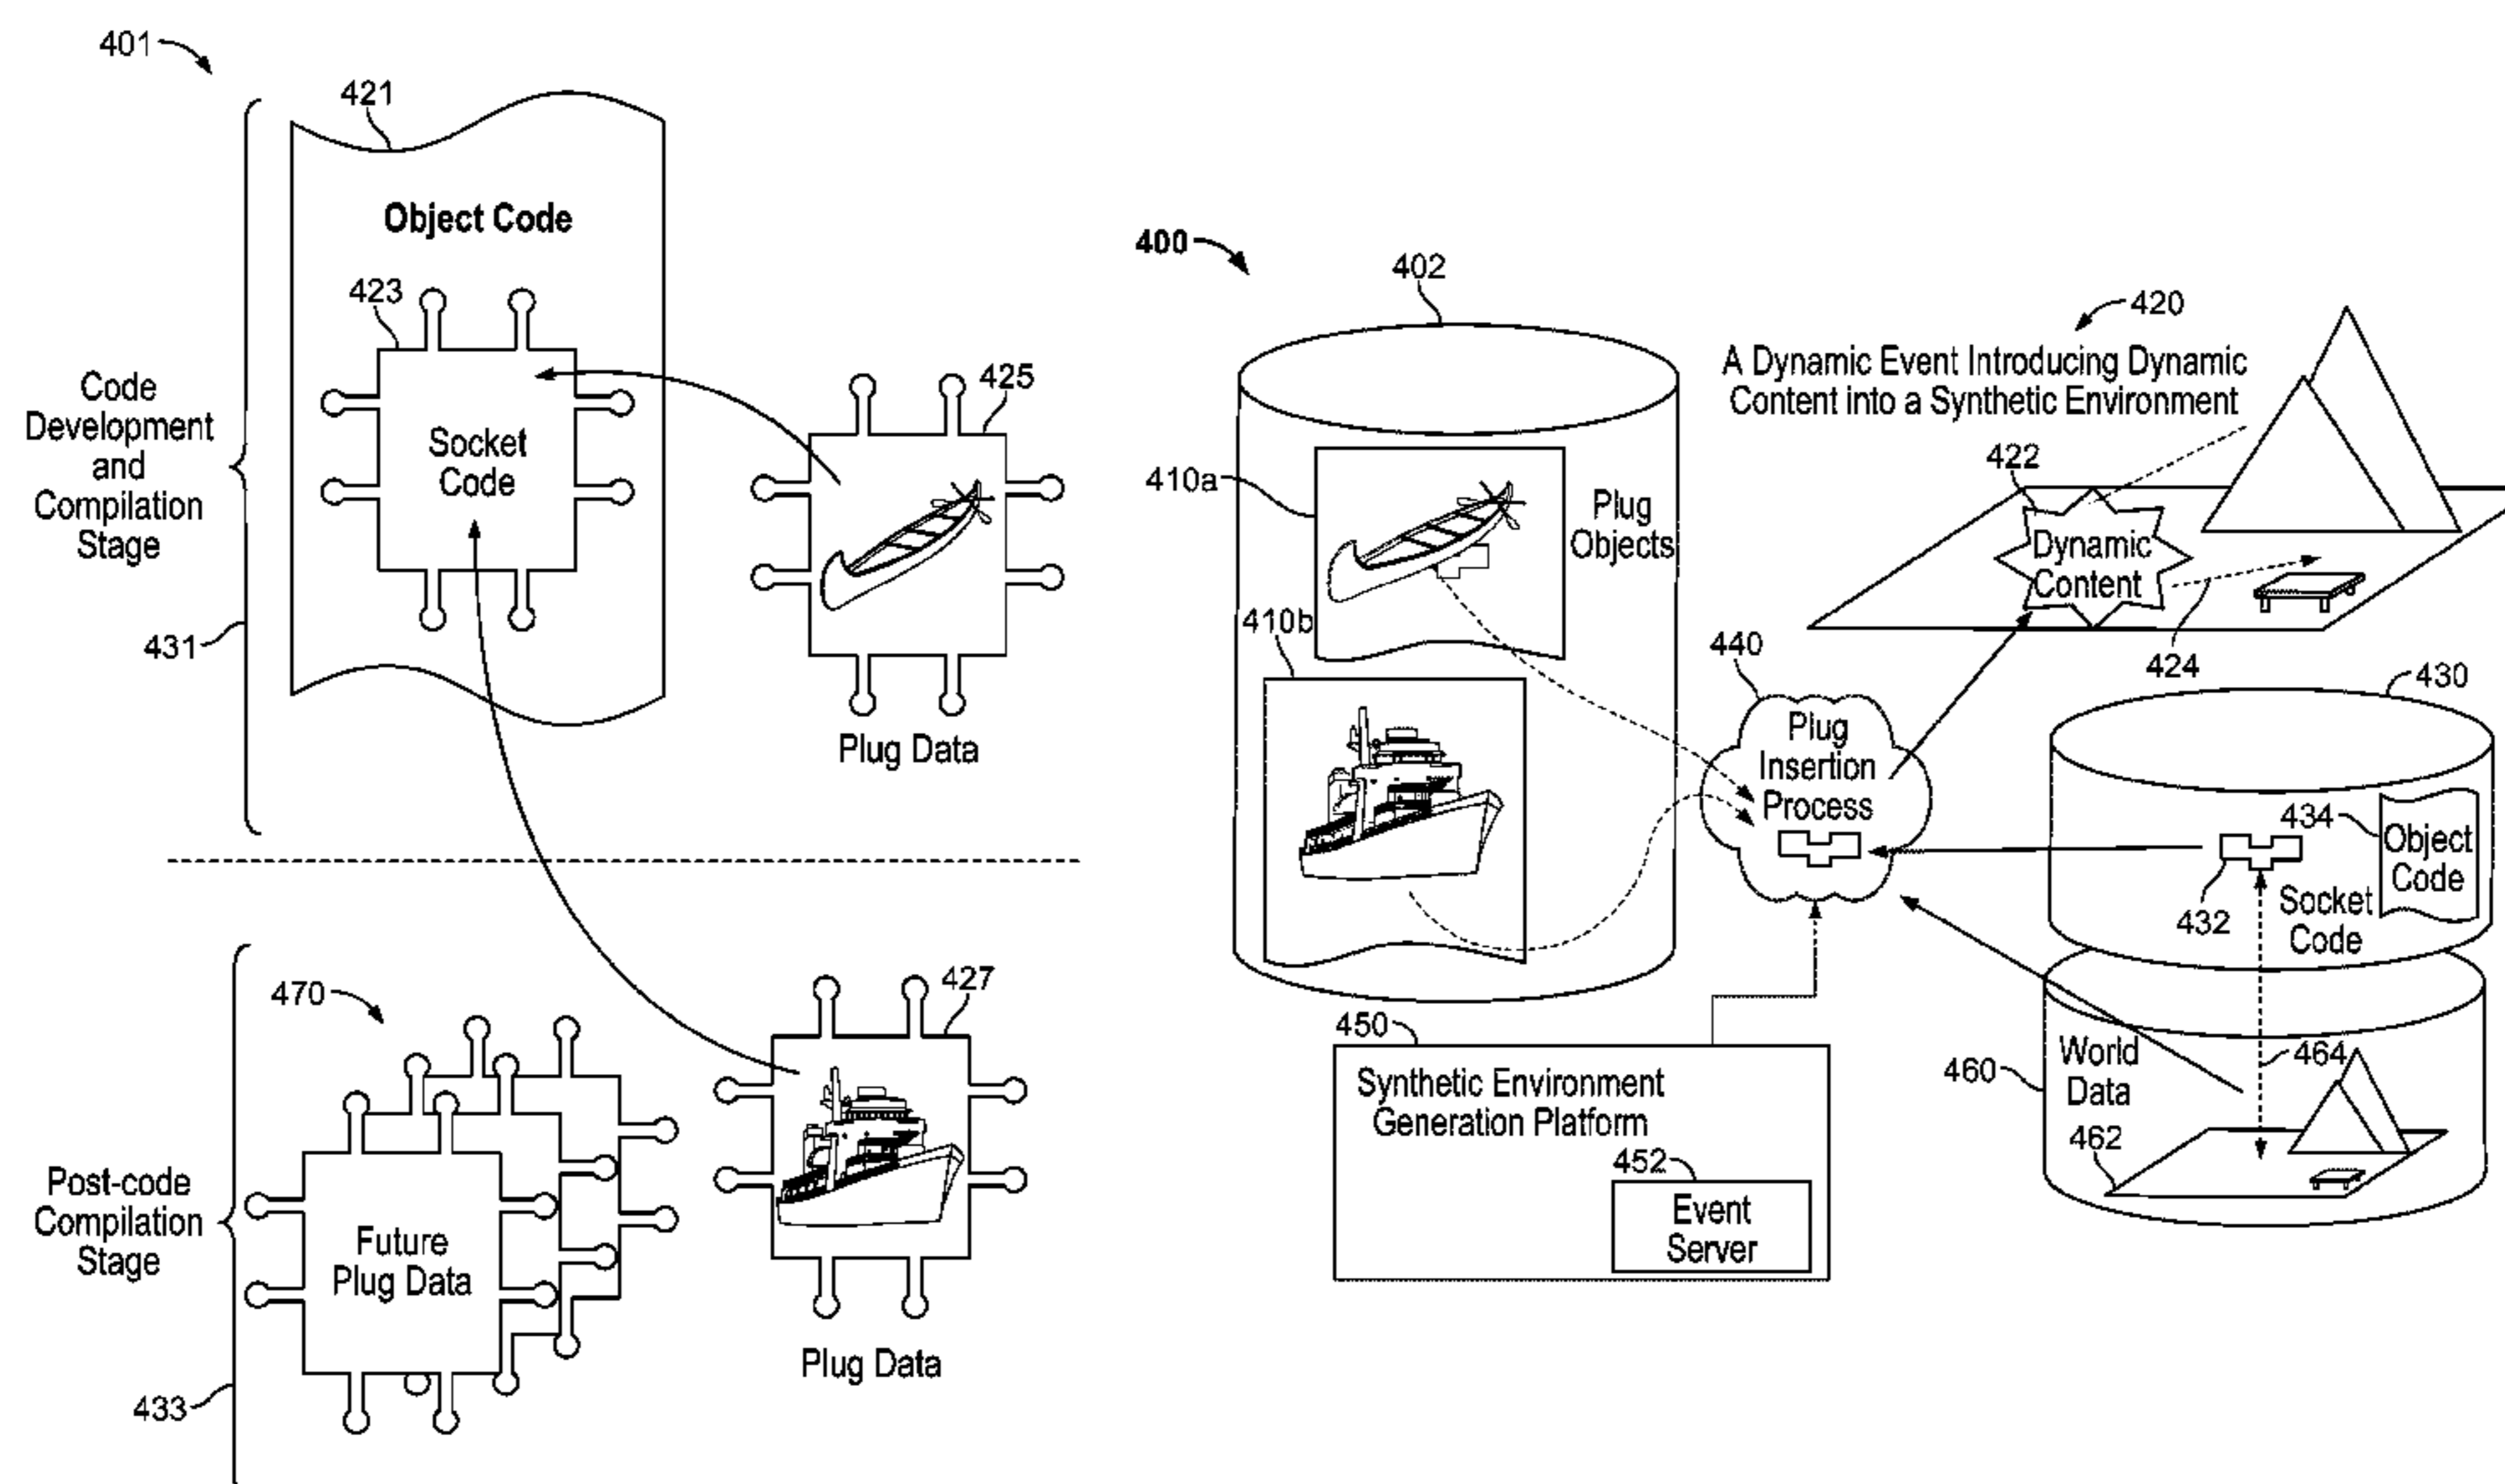 401
421
Object Code
423
Socket
Code
Code
Development
and
Compilation
Stage
431
425
Plug Data
470
427
Post-code
Compilation
Stage
Future
Plug Data
433
Plug Data
400
402
410a
Plug
Objects
410b
420
A Dynamic Event Introducing Dynamic
Content into a Synthetic Environment
422
Dynamic
Content
424
440
Plug
Insertion
Process
430
434
Object
Code
432
Socket
Code
450
Synthetic Environment
Generation Platform
452
Event
Server
460
World
Data
464
462